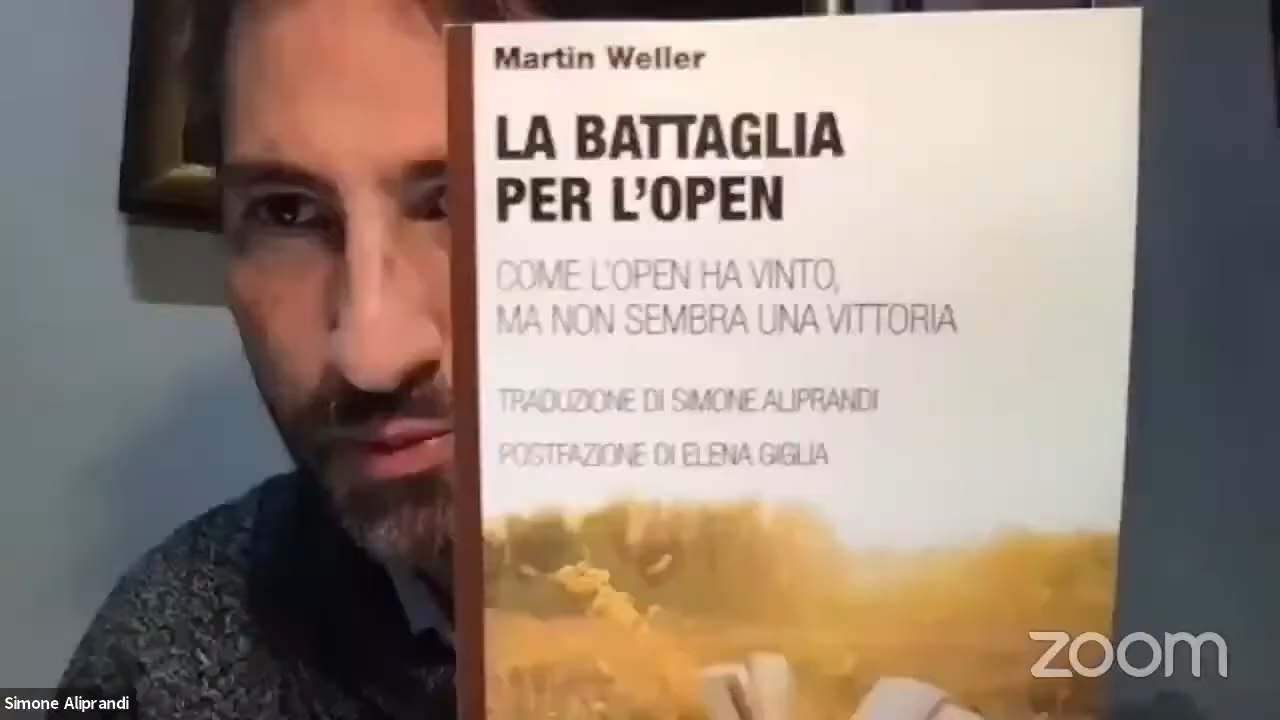 Martin Weller
LA BATTAGLIA
PER L'OPEN
COME L'OPEN HA VINTO,
MA NON SEMBRA UNA VITTORIA
TRADUZIONE DI SIMONE ALIPRANDI
POSTFAZIONE DI ELENA GIGLIA
zoom
Simone Aliprandi